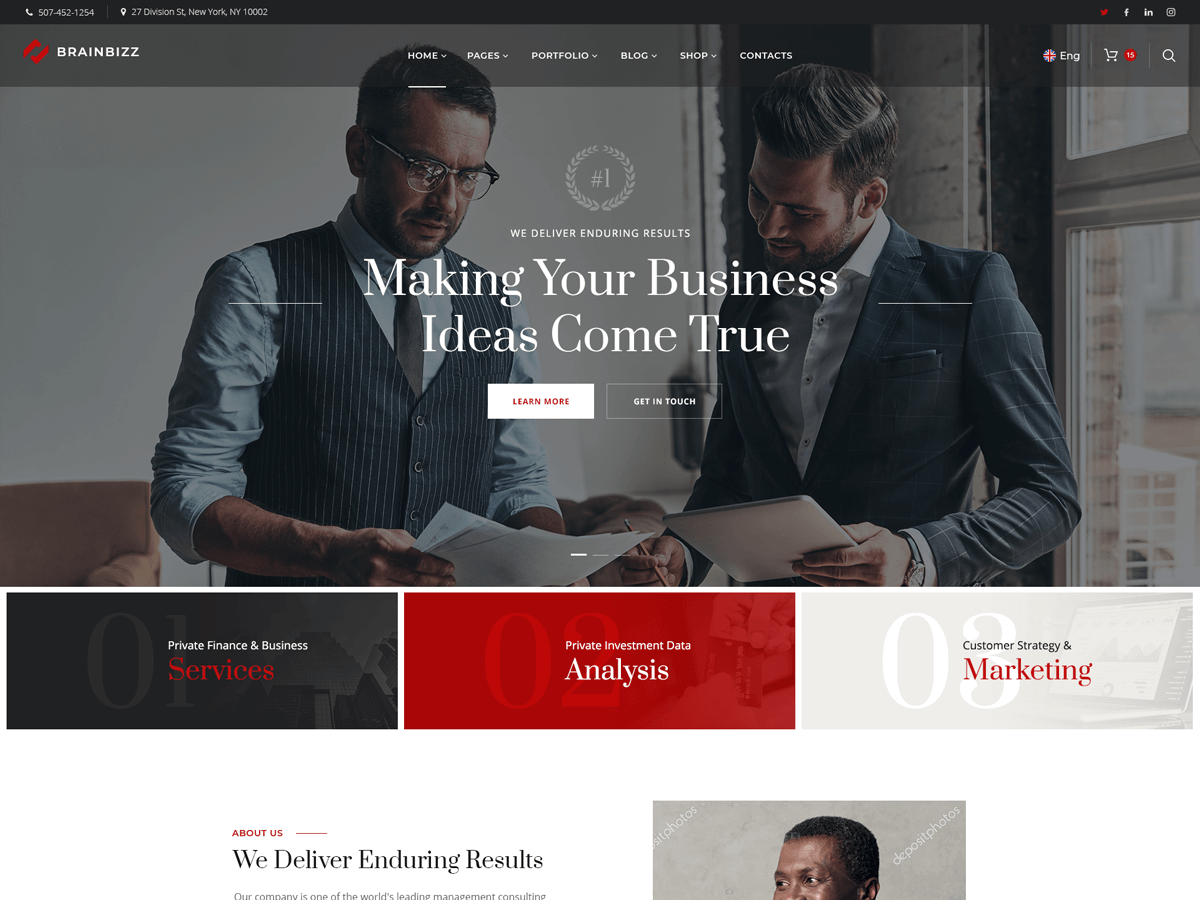 507-452-1254
27 Division St, New York, NY 10002
BRAINBIZZ
HOME
PAGES
PORTFOLIO
BLOG
SHOP
CONTACTS
Eng
15
#1
WE DELIVER ENDURING RESULTS
Making Your Business
Ideas Come True
LEARN MORE
GET IN TOUCH
01
Private Finance & Business
Services
02
Private Investment Data
Analysis
03
Customer Strategy &
Marketing
ABOUT US
We Deliver Enduring Results
Our company is one of the world's leading management consulting
depositphotos